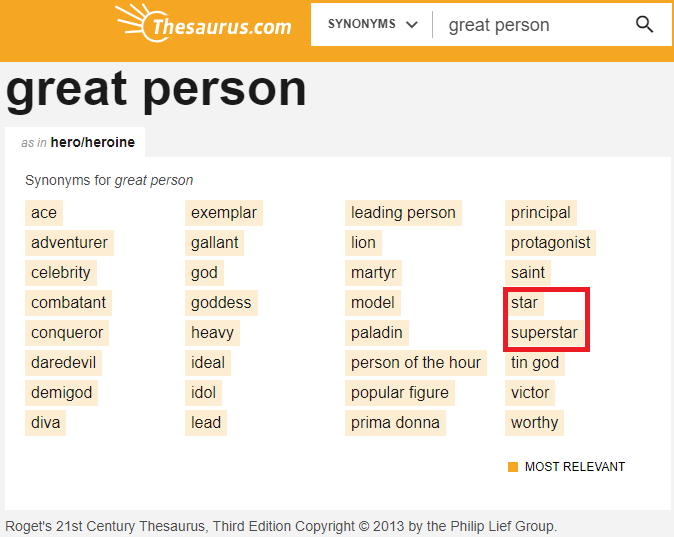 Thesaurus.com
SYNONYMS great person
great person
as in hero/heroine
Synonyms for great person
ace exemplar leading person principal
adventurer gallant lion protagonist
celebrity god martyr saint
combatant goddess model star
conqueror heavy paladin superstar
daredevil ideal person of the hour tin god
demigod idol popular figure victor
diva lead prima donna worthy
MOST RELEVANT
Roget's 21st Century Thesaurus, Third Edition Copyright © 2013 by the Philip Lief Group.